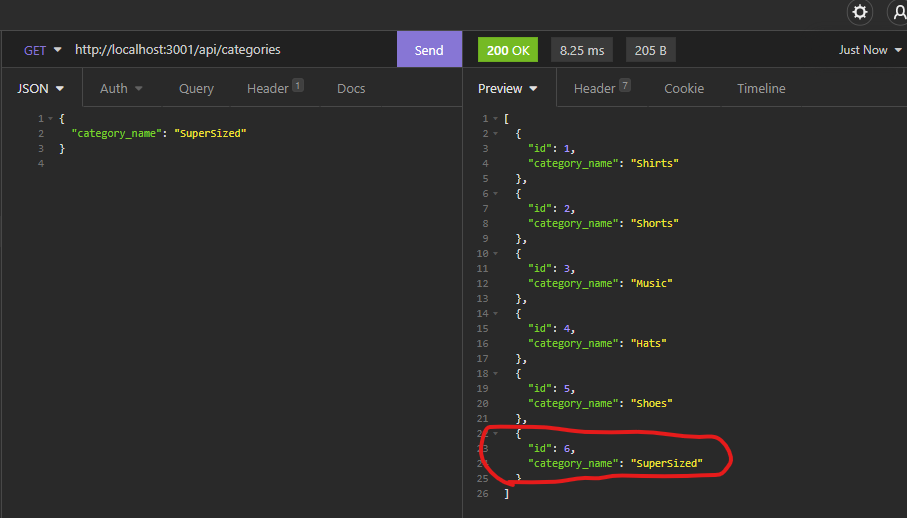 GET http://localhost:3001/api/categories Send 200 OK 8.25 ms 205 B Just Now
JSON Auth Query Header 1 Docs Preview Header 7 Cookie Timeline
1 {
2 "category_name": "SuperSized"
3 }
4
1 [
2 {
3 "id": 1,
4 "category_name": "Shirts"
5 },
6 {
7 "id": 2,
8 "category_name": "Shorts"
9 },
10 {
11 "id": 3,
12 "category_name": "Music"
13 },
14 {
15 "id": 4,
16 "category_name": "Hats"
17 },
18 {
19 "id": 5,
20 "category_name": "Shoes"
21 },
22 {
23 "id": 6,
24 "category_name": "SuperSized"
25 }
26 ]